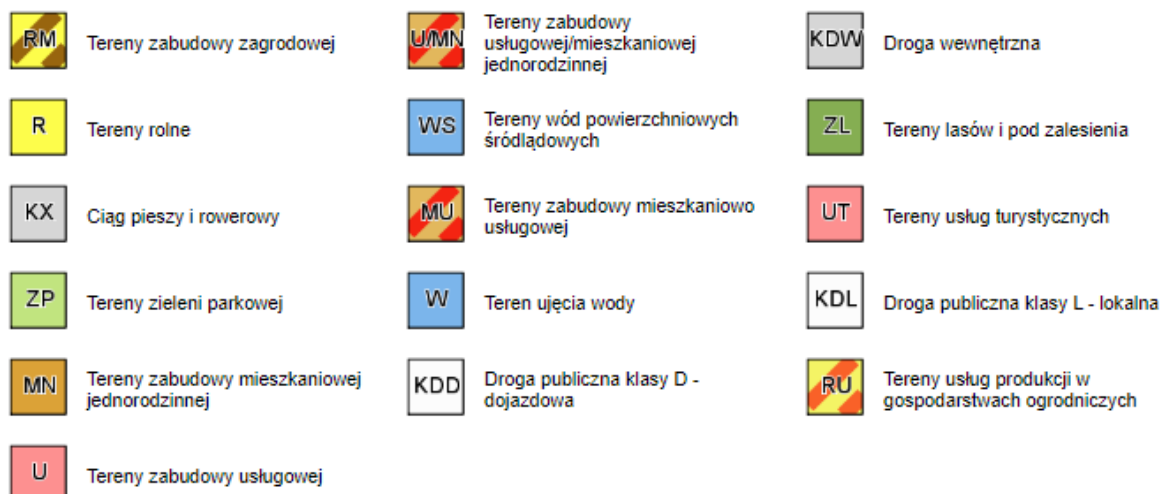 RM Tereny zabudowy zagrodowej
R Tereny rolne
KX Ciąg pieszy i rowerowy
ZP Tereny zieleni parkowej
MN Tereny zabudowy mieszkaniowej
jednorodzinnej
U Tereny zabudowy usługowej
U/MN Tereny zabudowy
usługowej/mieszkaniowej
jednorodzinnej
WS Tereny wód powierzchniowych
śródlądowych
MU Tereny zabudowy mieszkaniowo
usługowej
W Teren ujęcia wody
KDD Droga publiczna klasy D -
dojazdowa
KDW Droga wewnętrzna
ZL Tereny lasów i pod zalesienia
UT Tereny usług turystycznych
KDL Droga publiczna klasy L - lokalna
RU Tereny usług produkcji w
gospodarstwach ogrodniczych